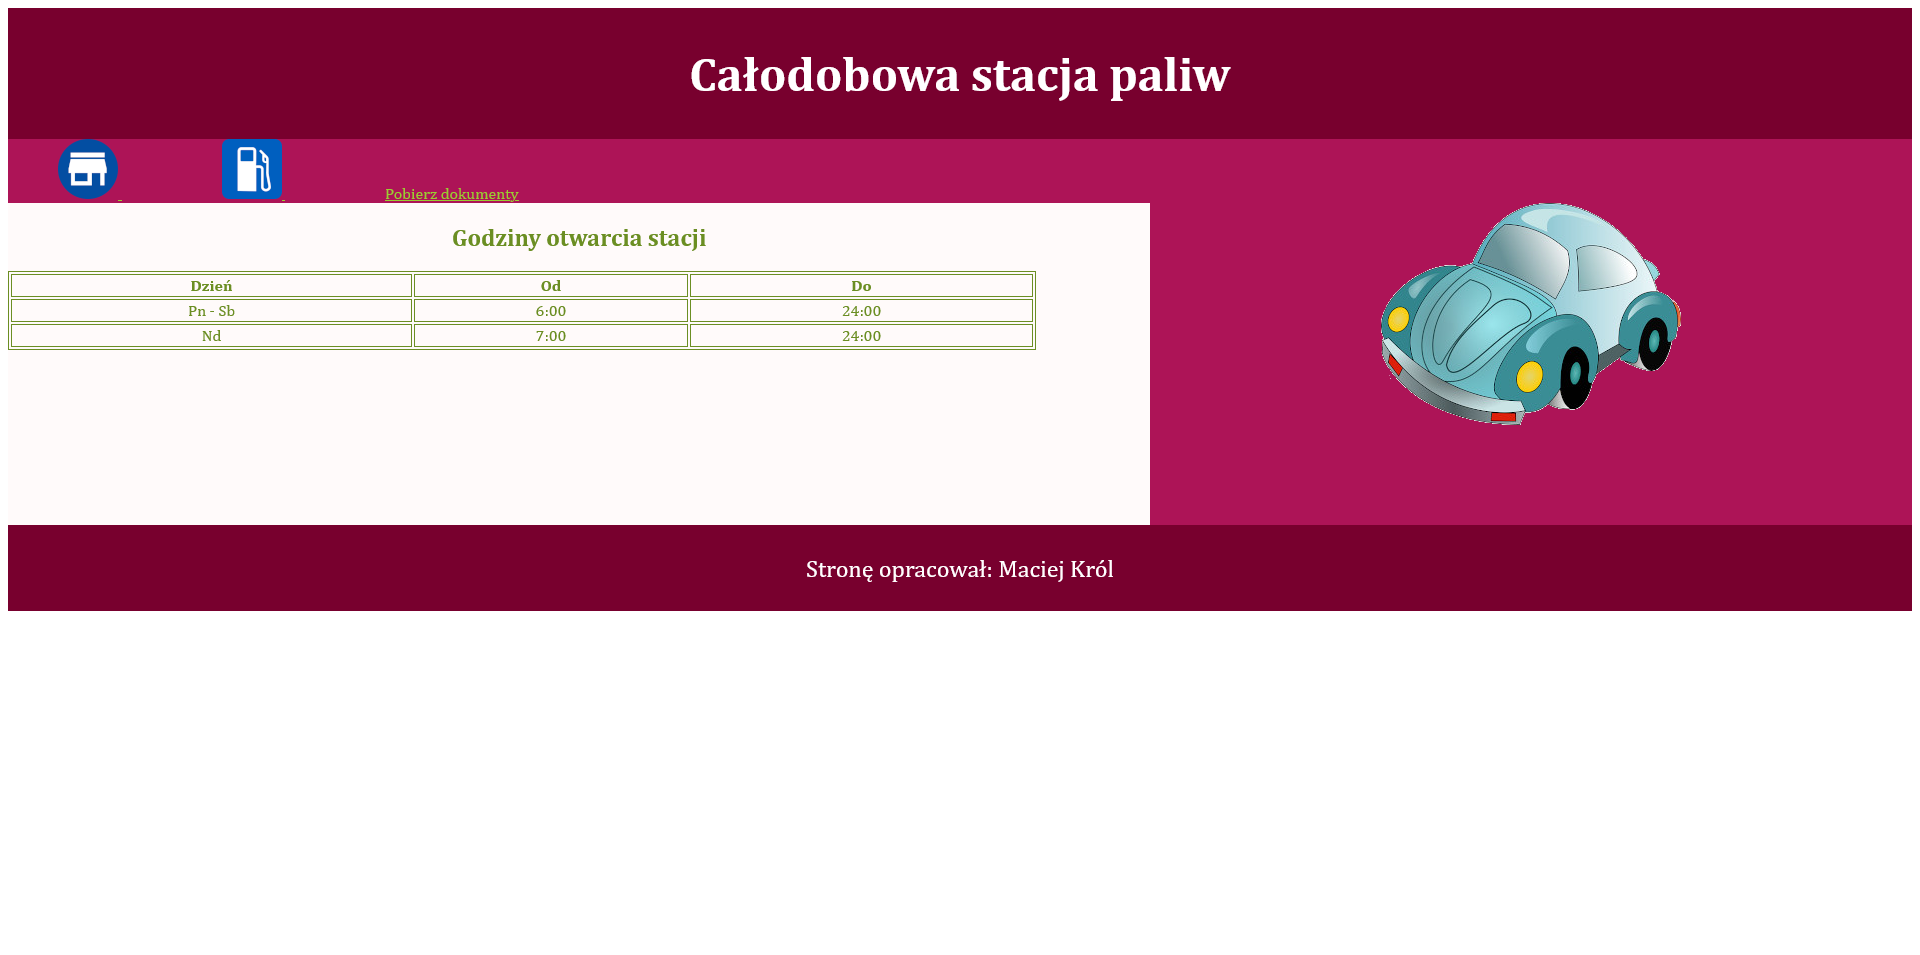 Całodobowa stacja paliw
Pobierz dokumenty
Godziny otwarcia stacji
Dzień Od Do
Pn - Sb 6:00 24:00
Nd 7:00 24:00
Stronę opracował: Maciej Król